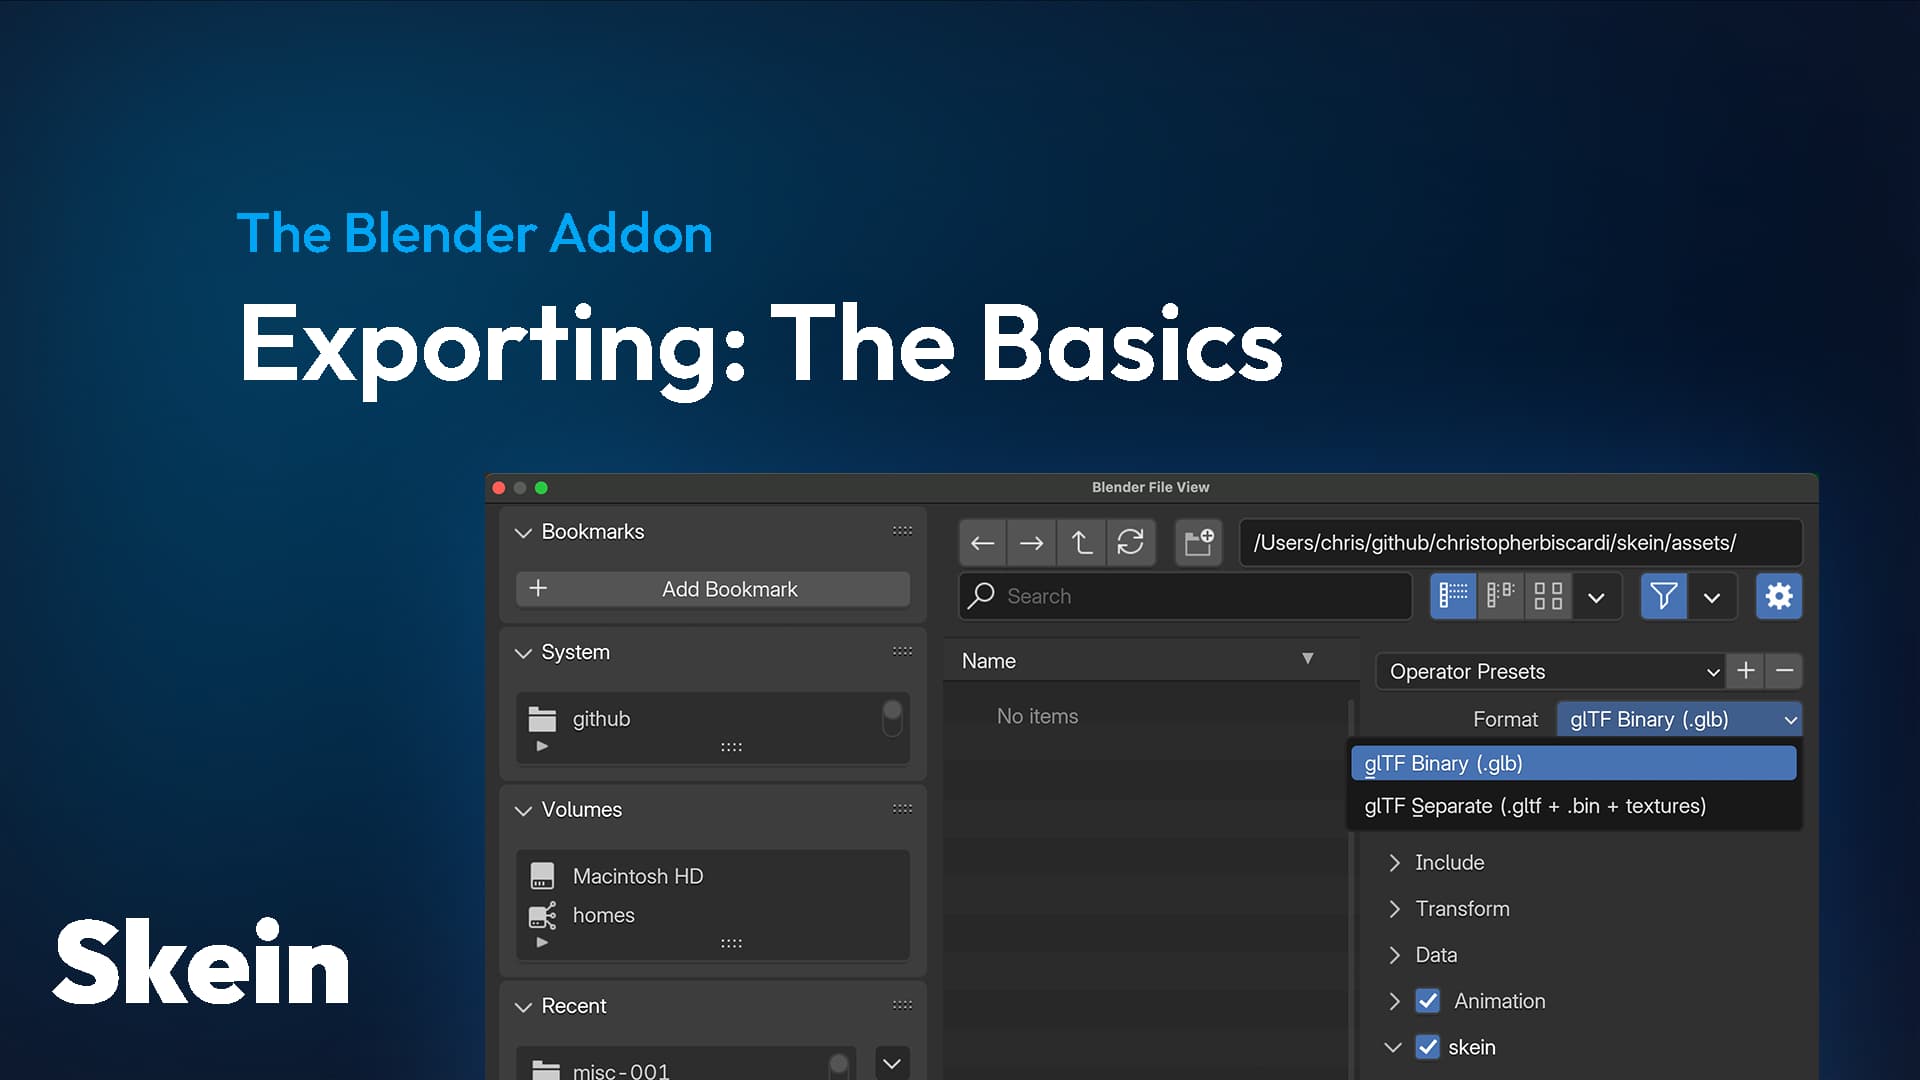 The Blender Addon
Exporting: The Basics
Blender File View
Bookmarks
Add Bookmark
System
github
Volumes
Macintosh HD
homes
Recent
misc-001
/Users/chris/github/christopherbiscardi/skein/assets/
Search
Name
No items
Operator Presets
Format glTF Binary (.glb)
glTF Binary (.glb)
glTF Separate (.gltf + .bin + textures)
Include
Transform
Data
Animation
skein
Skein